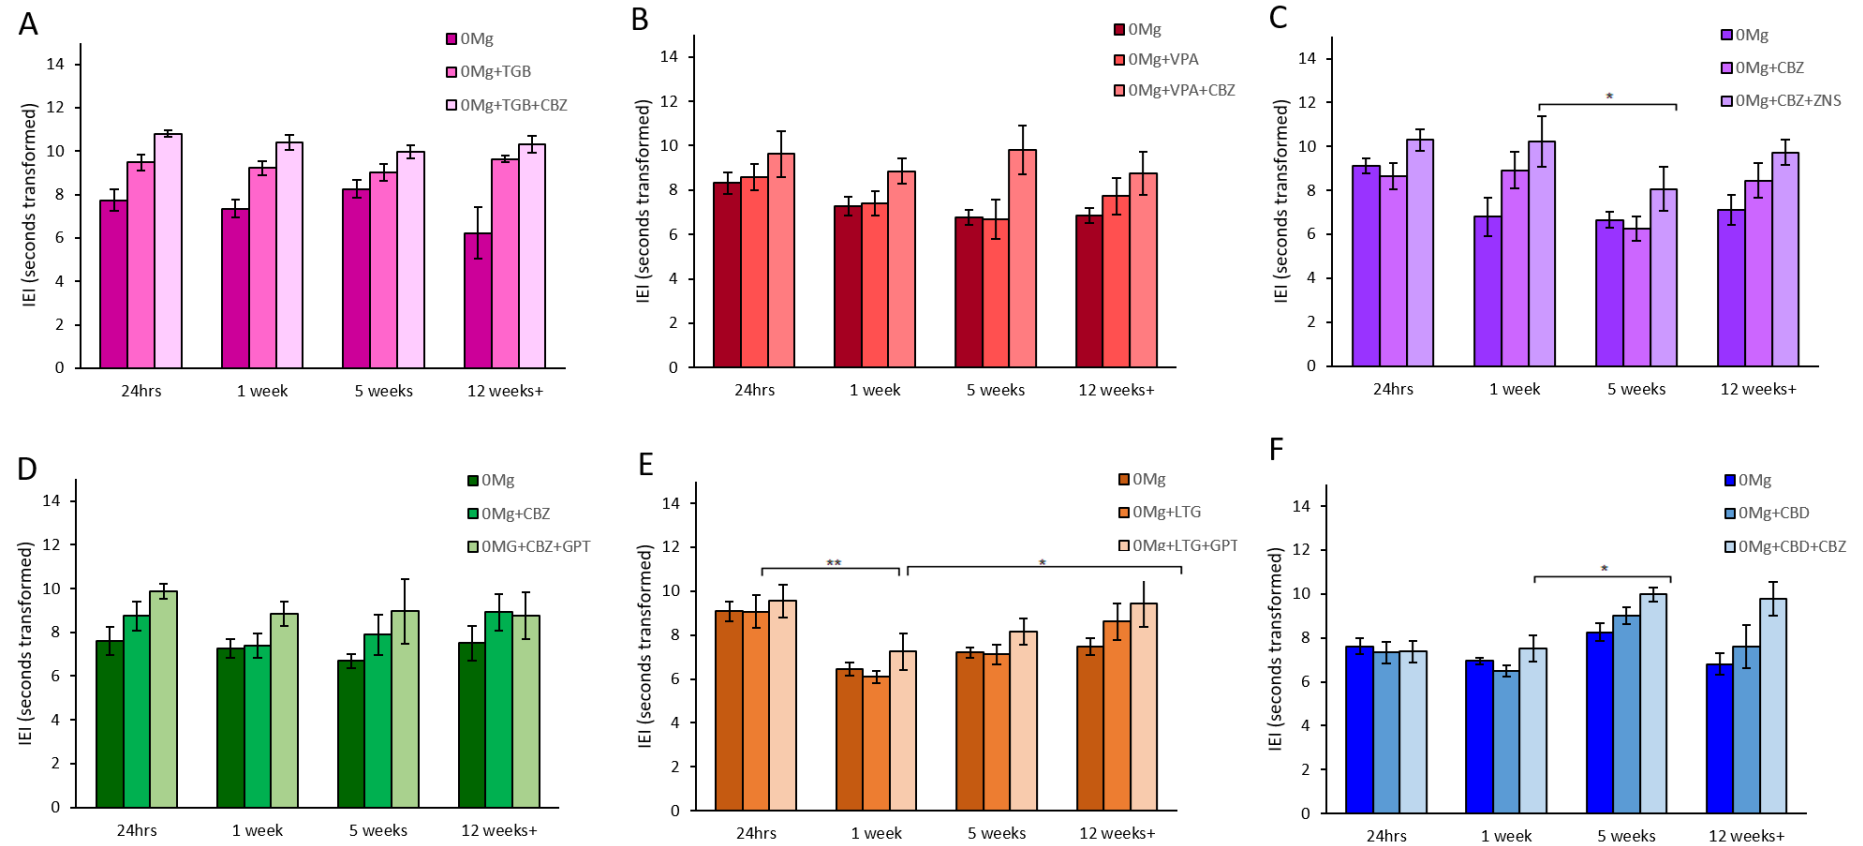 A
0Mg
0Mg+TGB
0Mg+TGB+CBZ
IEI (seconds transformed)
14
12
10
8
6
4
2
0
24hrs 1 week 5 weeks 12 weeks+
B
0Mg
0Mg+VPA
0Mg+VPA+CBZ
IEI (seconds transformed)
14
12
10
8
6
4
2
0
24hrs 1 week 5 weeks 12 weeks+
C
0Mg
0Mg+CBZ
0Mg+CBZ+ZNS
*
IEI (seconds transformed)
14
12
10
8
6
4
2
0
24hrs 1 week 5 weeks 12 weeks+
D
0Mg
0Mg+CBZ
0MG+CBZ+GPT
IEI (seconds transformed)
14
12
10
8
6
4
2
0
24hrs 1 week 5 weeks 12 weeks+
E
0Mg
0Mg+LTG
0Mg+LTG+GPT
** *
IEI (seconds transformed)
14
12
10
8
6
4
2
0
24hrs 1 week 5 weeks 12 weeks+
F
0Mg
0Mg+CBD
0Mg+CBD+CBZ
*
IEI (seconds transformed)
14
12
10
8
6
4
2
0
24hrs 1 week 5 weeks 12 weeks+